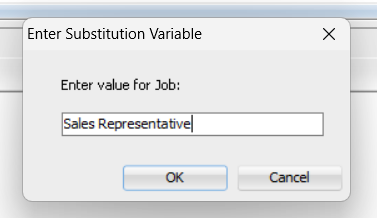 Enter Substitution Variable
Enter value for Job:
Sales Representative
OK Cancel